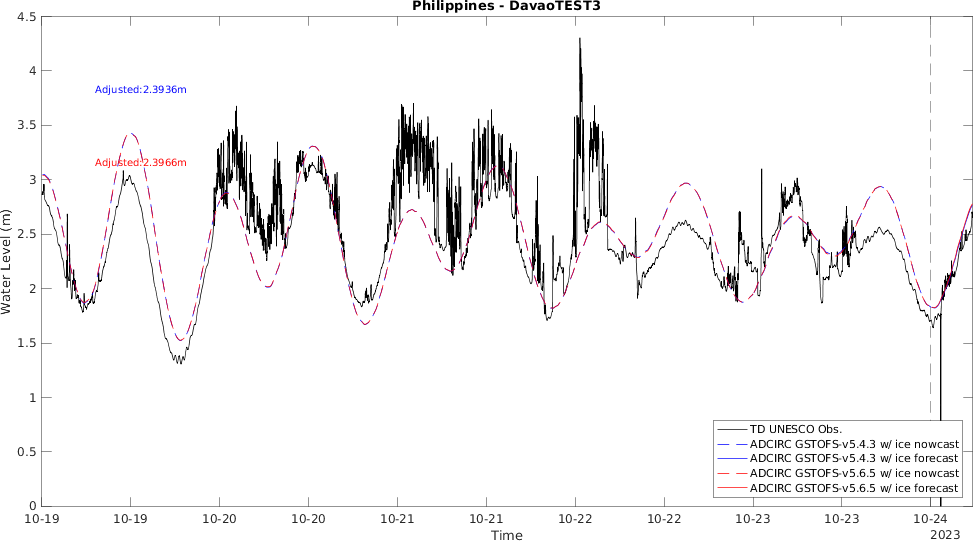 Philippines - DavaoTEST3
4.5
4
3.5
3
2.5
2
1.5
1
0.5
0
Water Level (m)
Adjusted:2.3936m
Adjusted:2.3966m
TD UNESCO Obs.
ADCIRC GSTOFS-v5.4.3 w/ ice nowcast
ADCIRC GSTOFS-v5.4.3 w/ ice forecast
ADCIRC GSTOFS-v5.6.5 w/ ice nowcast
ADCIRC GSTOFS-v5.6.5 w/ ice forecast
10-19 10-19 10-20 10-20 10-21 10-21 10-22 10-22 10-23 10-23 10-24
Time
2023